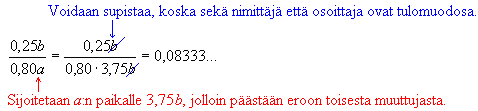 Voidaan supistaa, koska sekä nimittäjä että osoittaja ovat tulomuodosa.
0,25b / 0,80a = 0,25b / 0,80 · 3,75b = 0,08333...
Sijoitetaan a:n paikalle 3,75b, jolloin päästään eroon toisesta muuttujasta.